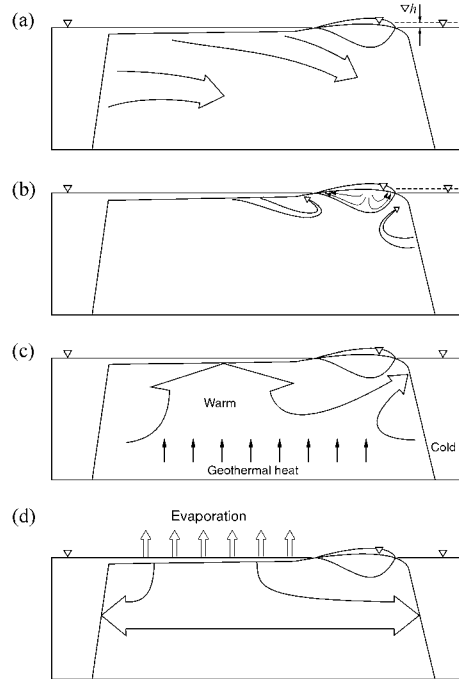 (a)
▽h
(b)
(c)
Warm
Cold
Geothermal heat
(d)
Evaporation